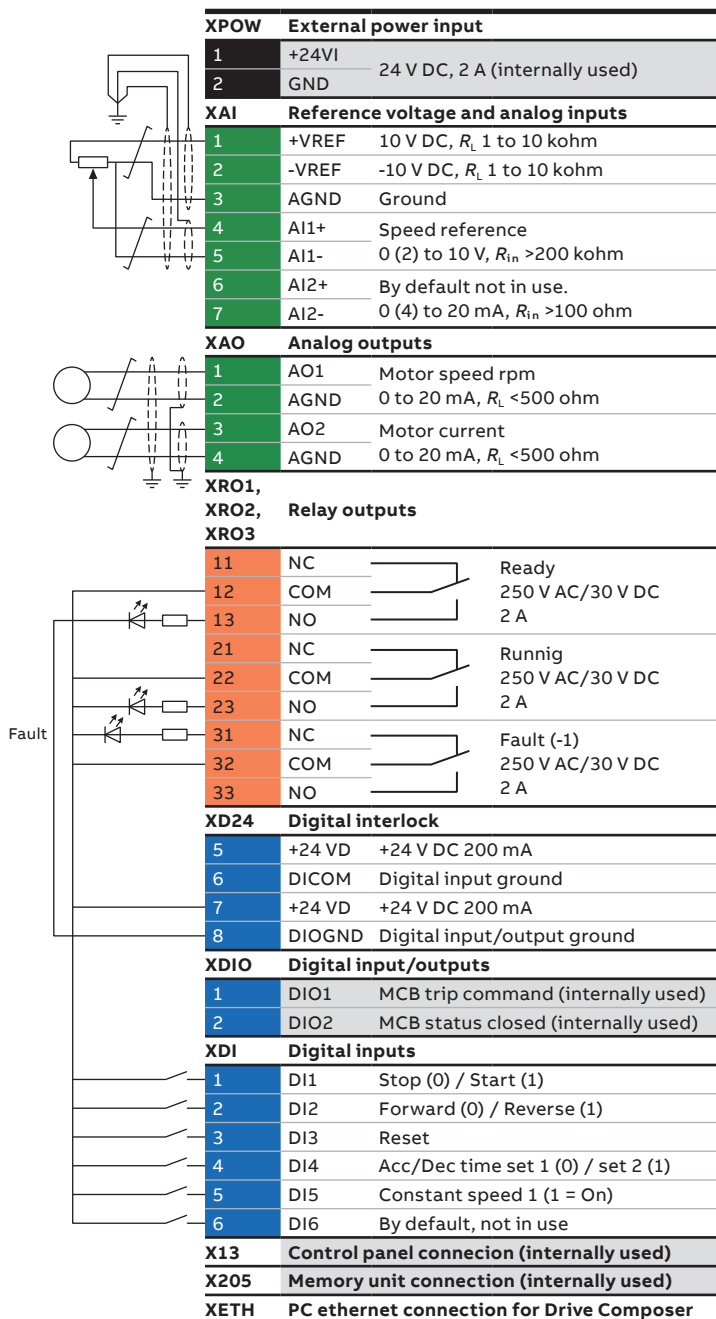 XPOW External power input
1 +24VI 24 V DC, 2 A (internally used)
2 GND
XAI Reference voltage and analog inputs
1 +VREF 10 V DC, RL 1 to 10 kohm
2 -VREF -10 V DC, RL 1 to 10 kohm
3 AGND Ground
4 AI1+ Speed reference
5 AI1- 0 (2) to 10 V, Rin >200 kohm
6 AI2+ By default not in use.
7 AI2- 0 (4) to 20 mA, Rin >100 ohm
XAO Analog outputs
1 AO1 Motor speed rpm
2 AGND 0 to 20 mA, RL <500 ohm
3 AO2 Motor current
4 AGND 0 to 20 mA, RL <500 ohm
XRO1,
XRO2, Relay outputs
XRO3
11 NC Ready
12 COM 250 V AC/30 V DC
13 NO 2 A
21 NC Runnig
22 COM 250 V AC/30 V DC
23 NO 2 A
Fault
31 NC Fault (-1)
32 COM 250 V AC/30 V DC
33 NO 2 A
XD24 Digital interlock
5 +24 VD +24 V DC 200 mA
6 DICOM Digital input ground
7 +24 VD +24 V DC 200 mA
8 DIOGND Digital input/output ground
XDIO Digital input/outputs
1 DIO1 MCB trip command (internally used)
2 DIO2 MCB status closed (internally used)
XDI Digital inputs
1 DI1 Stop (0) / Start (1)
2 DI2 Forward (0) / Reverse (1)
3 DI3 Reset
4 DI4 Acc/Dec time set 1 (0) / set 2 (1)
5 DI5 Constant speed 1 (1 = On)
6 DI6 By default, not in use
X13 Control panel connecion (internally used)
X205 Memory unit connection (internally used)
XETH PC ethernet connection for Drive Composer